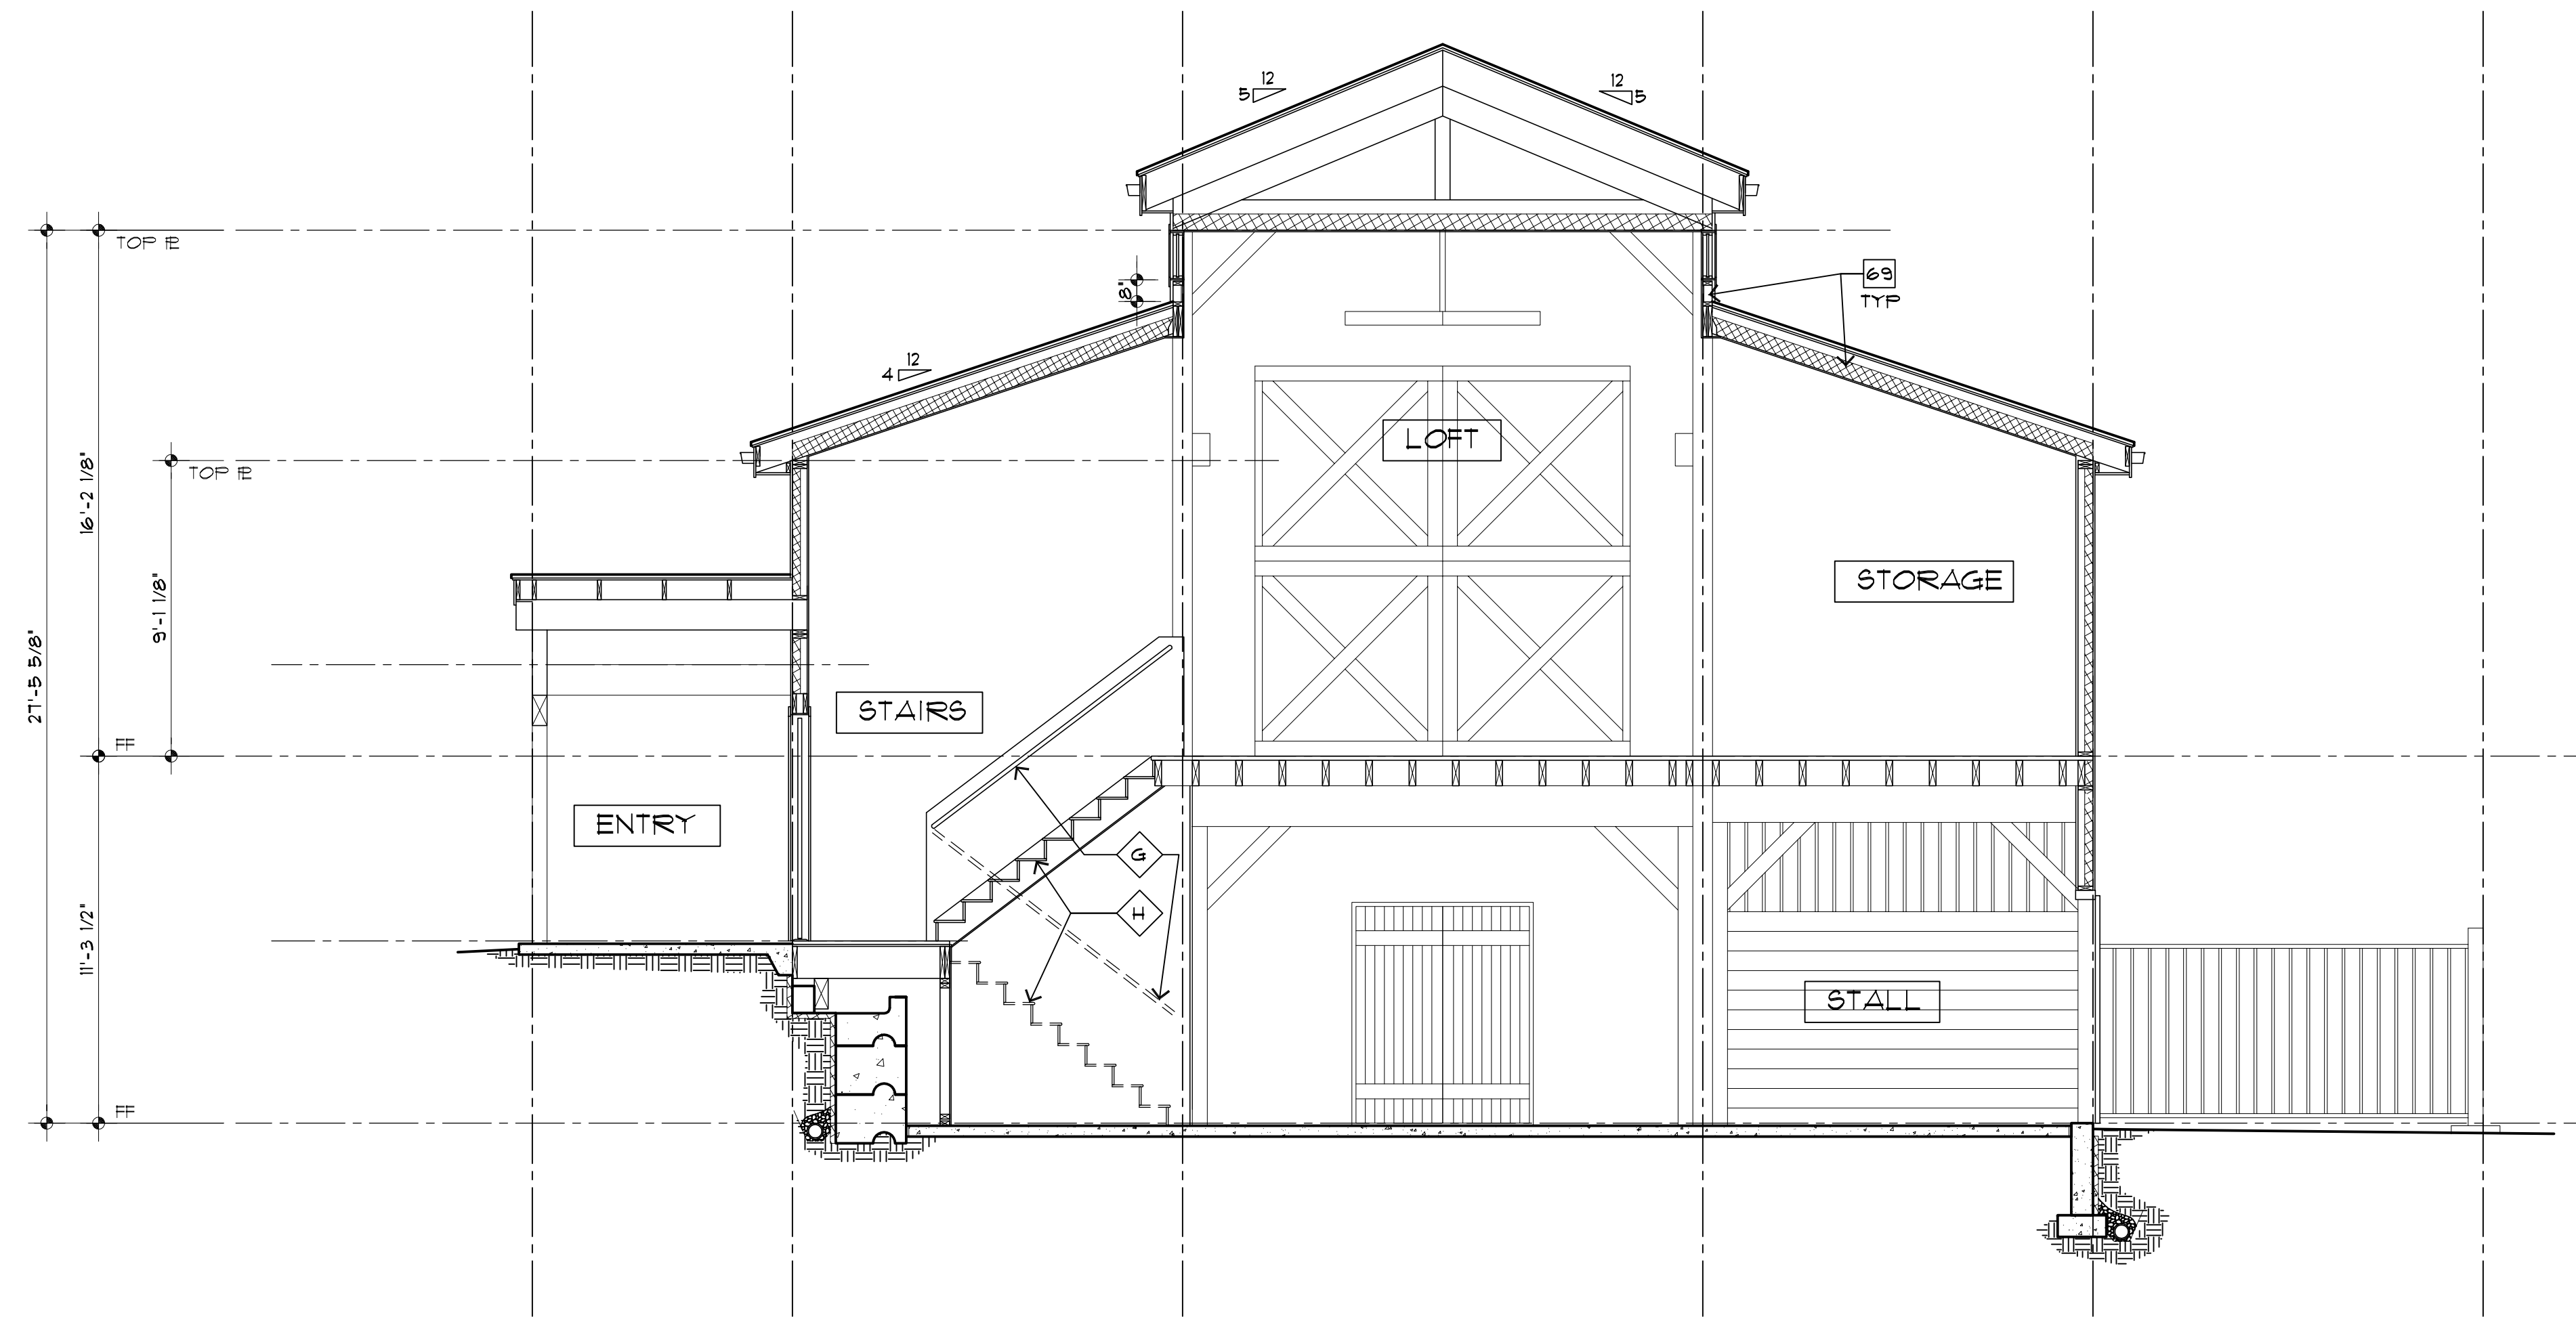 12
5
12
5
TOP PL
69
TYP
8"
12
4
LOFT
TOP PL
16'-2 1/8"
9'-1 1/8"
STORAGE
27'-5 5/8"
STAIRS
FF
ENTRY
G
H
11'-3 1/2"
STALL
FF